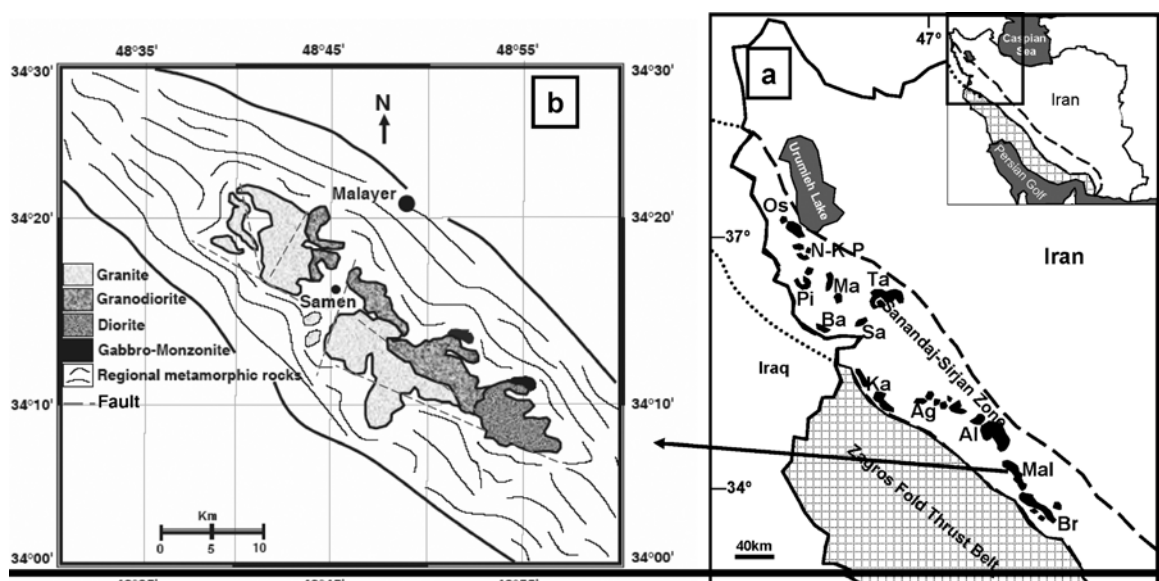 48°35' 48°45' 48°55'
34°30' 34°30'
b
N
Malayer
34°20' 34°20'
Granite
Granodiorite
Samen
Diorite
Gabbro-Monzonite
Regional metamorphic rocks
Fault
34°10' 34°10'
Km
0 5 10
34°00' 34°00'
47°
a
Caspian
Sea
Iran
Persian Golf
Urumieh Lake
Os
37°
N-K-P
Iran
Pi
Ma
Ta
Ba
Sa
Sanandaj-Sirjan Zone
Iraq
Ka
Ag
Al
Mal
Zagros Fold Thrust Belt
34°
Br
40km